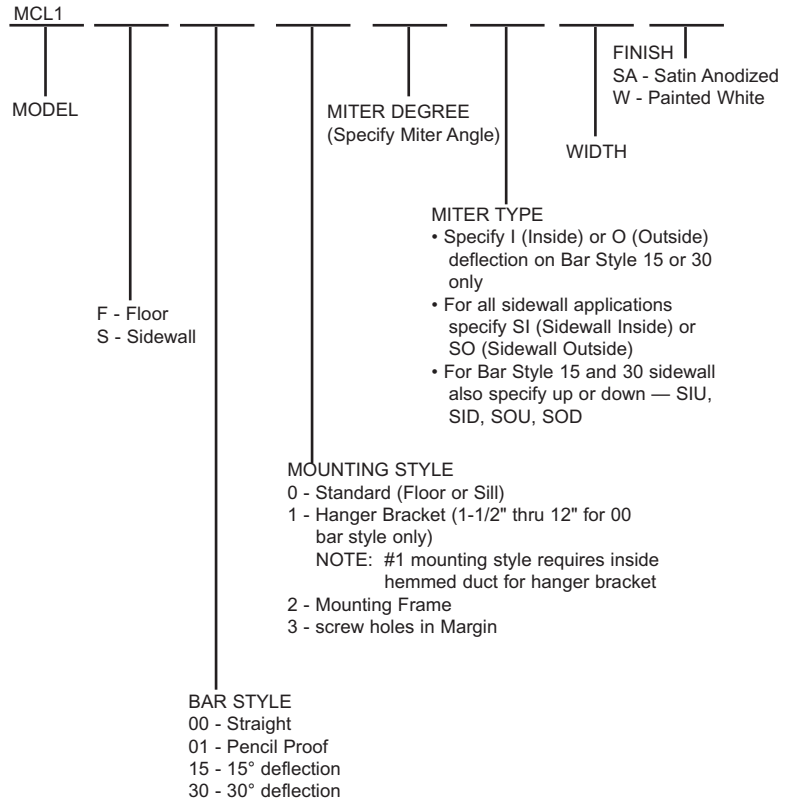 MCL1
MODEL
F - Floor
S - Sidewall
BAR STYLE
00 - Straight
01 - Pencil Proof
15 - 15° deflection
30 - 30° deflection
MOUNTING STYLE
0 - Standard (Floor or Sill)
1 - Hanger Bracket (1-1/2" thru 12" for 00
bar style only)
NOTE: #1 mounting style requires inside
hemmed duct for hanger bracket
2 - Mounting Frame
3 - screw holes in Margin
MITER DEGREE
(Specify Miter Angle)
MITER TYPE
• Specify I (Inside) or O (Outside)
deflection on Bar Style 15 or 30
only
• For all sidewall applications
specify SI (Sidewall Inside) or
SO (Sidewall Outside)
• For Bar Style 15 and 30 sidewall
also specify up or down — SIU,
SID, SOU, SOD
WIDTH
FINISH
SA - Satin Anodized
W - Painted White